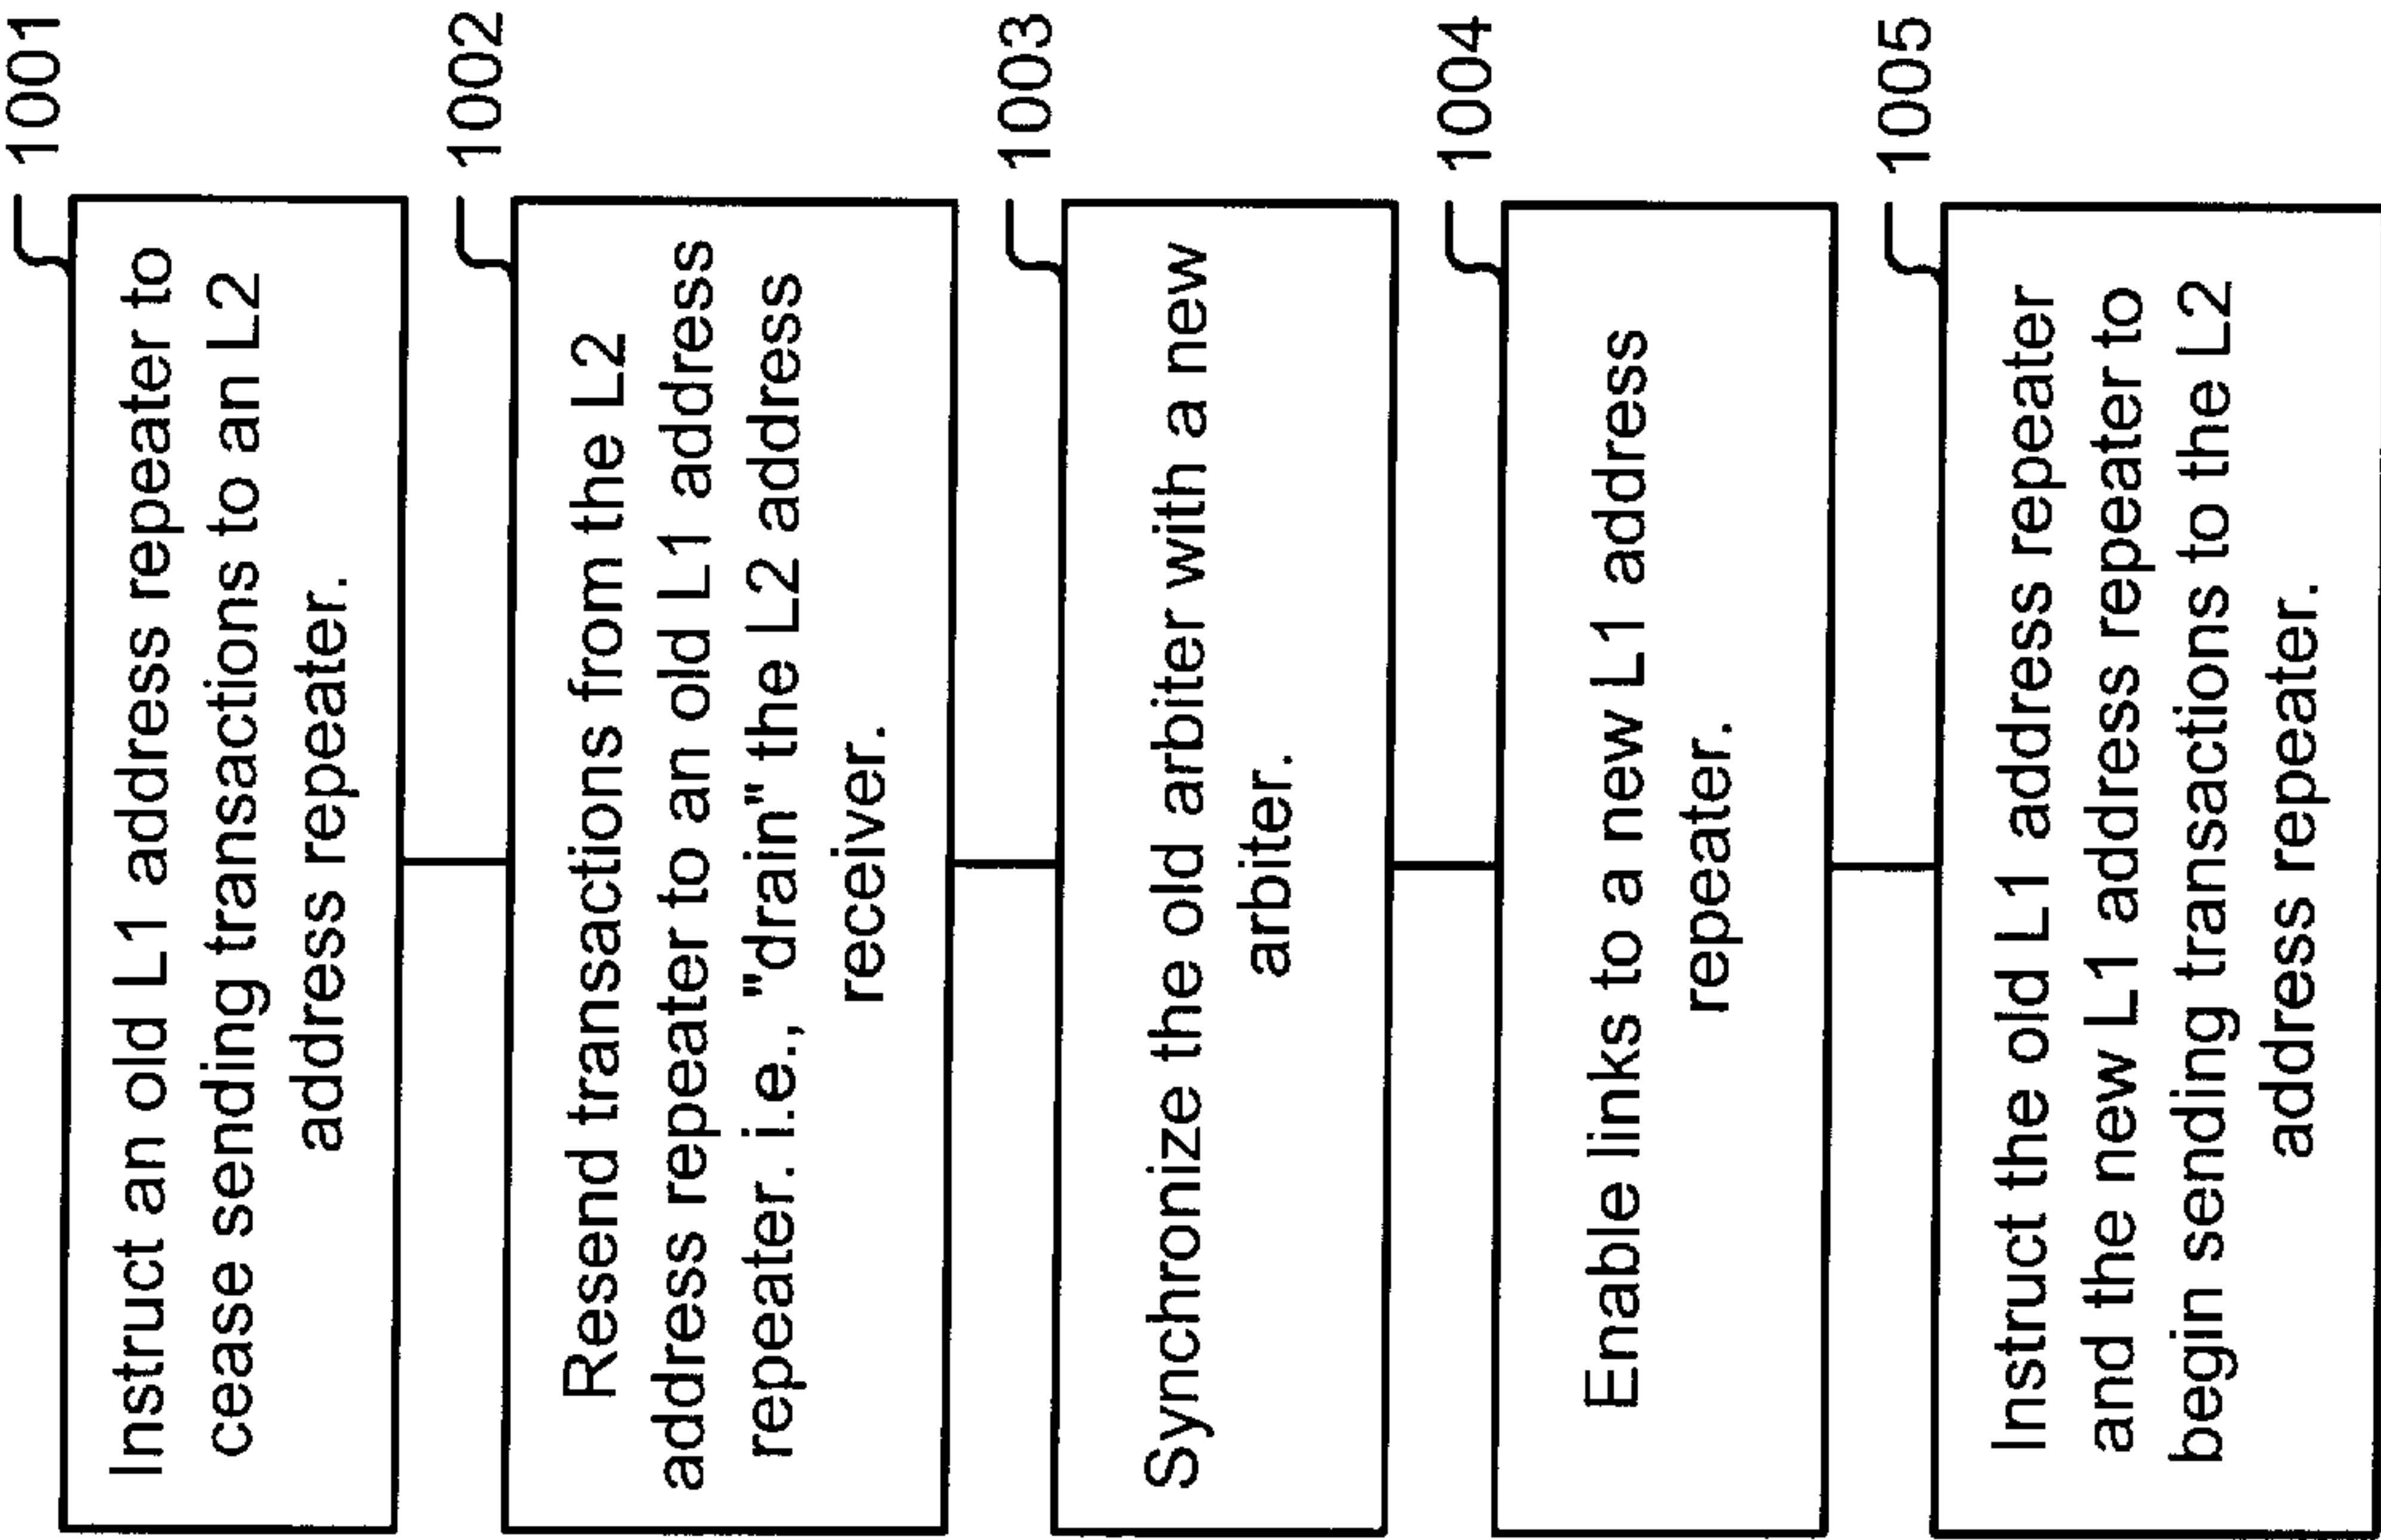 1001
Instruct an old L1 address repeater to
cease sending transactions to an L2
address repeater.
1002
Resend transactions from the L2
address repeater to an old L1 address
repeater. i.e., "drain" the L2 address
receiver.
1003
Synchronize the old arbiter with a new
arbiter.
1004
Enable links to a new L1 address
repeater.
1005
Instruct the old L1 address repeater
and the new L1 address repeater to
begin sending transactions to the L2
address repeater.